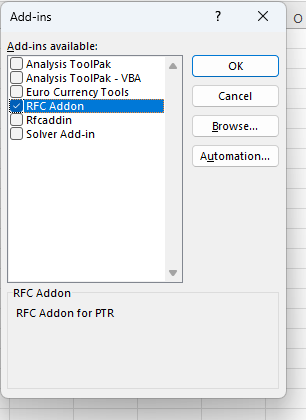 Add-ins
?
O
Add-ins available:
Analysis ToolPak
Analysis ToolPak - VBA
Euro Currency Tools
RFC Addon
Rfcaddin
Solver Add-in
OK
Cancel
Browse...
Automation...
RFC Addon
RFC Addon for PTR